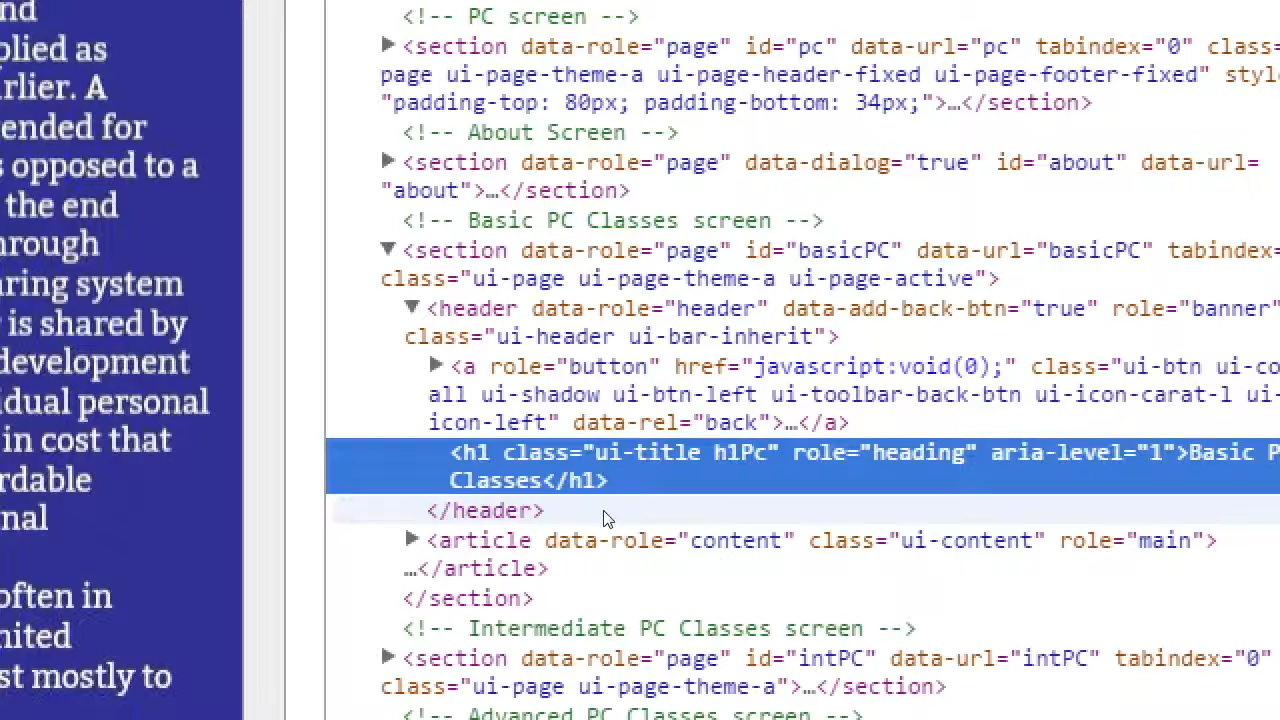 nd
plied as
rlier. A
ended for
s opposed to a
the end
hrough
aring system
r is shared by
development
idual personal
in cost that
rdable
nal
often in
nited
st mostly to
<!-- PC screen -->
<section data-role="page" id="pc" data-url="pc" tabindex="0" class=
page ui-page-theme-a ui-page-header-fixed ui-page-footer-fixed" style
"padding-top: 80px; padding-bottom: 34px;">…</section>
<!-- About Screen -->
<section data-role="page" data-dialog="true" id="about" data-url=
"about">…</section>
<!-- Basic PC Classes screen -->
<section data-role="page" id="basicPC" data-url="basicPC" tabindex=
class="ui-page ui-page-theme-a ui-page-active">
<header data-role="header" data-add-back-btn="true" role="banner"
class="ui-header ui-bar-inherit">
<a role="button" href="javascript:void(0);" class="ui-btn ui-co
all ui-shadow ui-btn-left ui-toolbar-back-btn ui-icon-carat-l ui-
icon-left" data-rel="back">…</a>
<h1 class="ui-title h1Pc" role="heading" aria-level="1">Basic P
Classes</h1>
</header>
<article data-role="content" class="ui-content" role="main">
…</article>
</section>
<!-- Intermediate PC Classes screen -->
<section data-role="page" id="intPC" data-url="intPC" tabindex="0"
class="ui-page ui-page-theme-a">…</section>
<!-- Advanced PC Classes screen -->